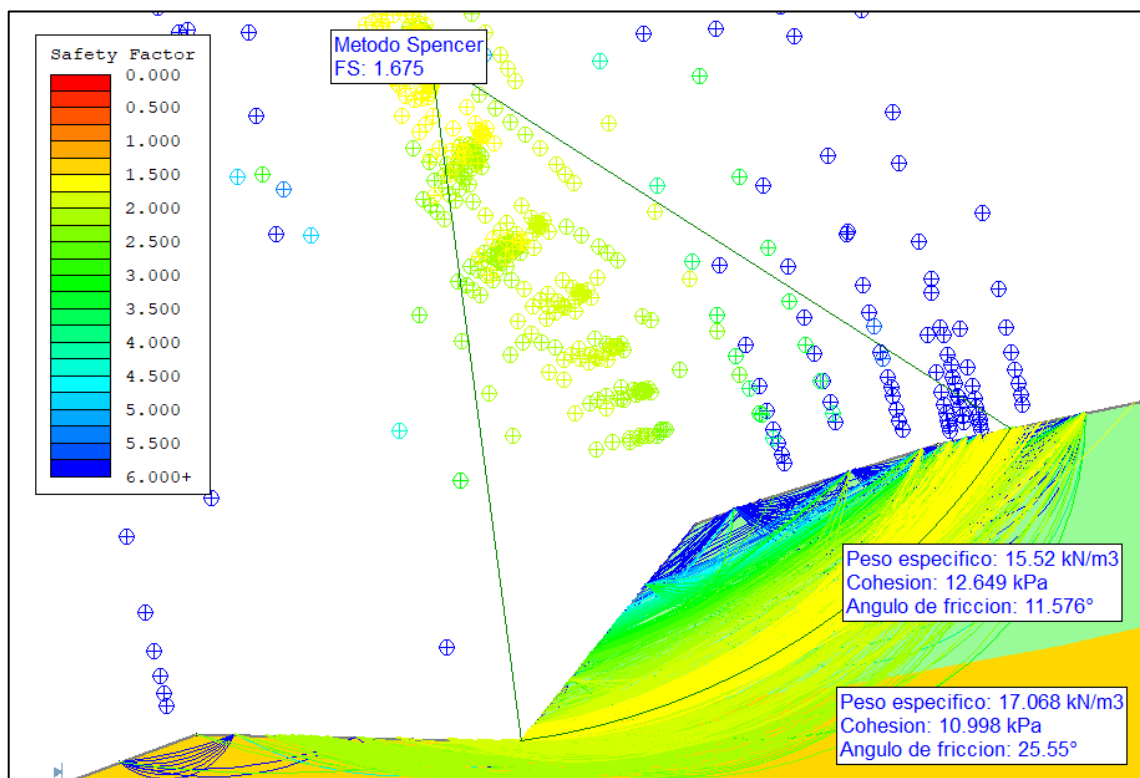 Safety Factor
0.000
0.500
1.000
1.500
2.000
2.500
3.000
3.500
4.000
4.500
5.000
5.500
6.000+
Metodo Spencer
FS: 1.675
Peso especifico: 15.52 kN/m3
Cohesion: 12.649 kPa
Angulo de friccion: 11.576º
Peso especifico: 17.068 kN/m3
Cohesion: 10.998 kPa
Angulo de friccion: 25.55º